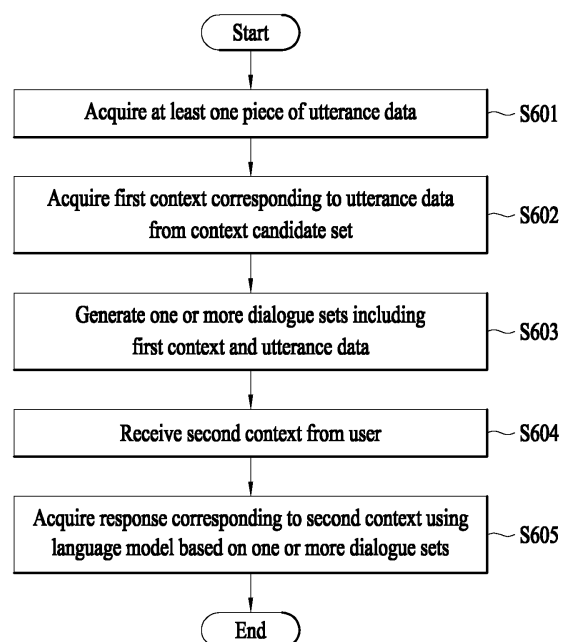 Start
Acquire at least one piece of utterance data
S601
Acquire first context corresponding to utterance data
from context candidate set
S602
Generate one or more dialogue sets including
first context and utterance data
S603
Receive second context from user
S604
Acquire response corresponding to second context using
language model based on one or more dialogue sets
S605
End